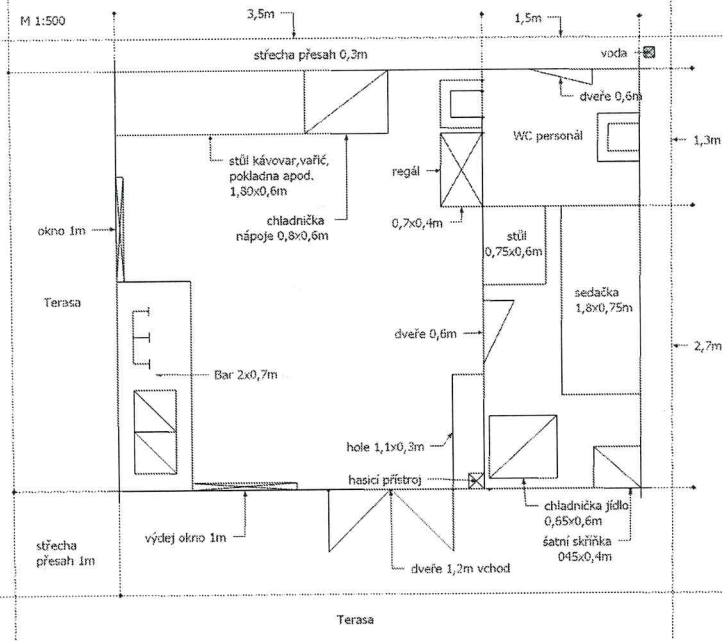 M 1:500
3,5m
1,5m
střecha přesah 0,3m
voda
dveře 0,6m
WC personál
1,3m
stůl kávovar,vařič,
pokladna apod.
1,80x0,6m
regál
chladnička
nápoje 0,8x0,6m
0,7x0,4m
okno 1m
stůl
0,75x0,6m
sedačka
1,8x0,75m
Terasa
dveře 0,6m
2,7m
Bar 2x0,7m
hole 1,1x0,3m
hasicí přístroj
chladnička jídlo
0,65x0,6m
výdej okno 1m
střecha
přesah 1m
šatní skříňka
045x0,4m
dveře 1,2m vchod
Terasa